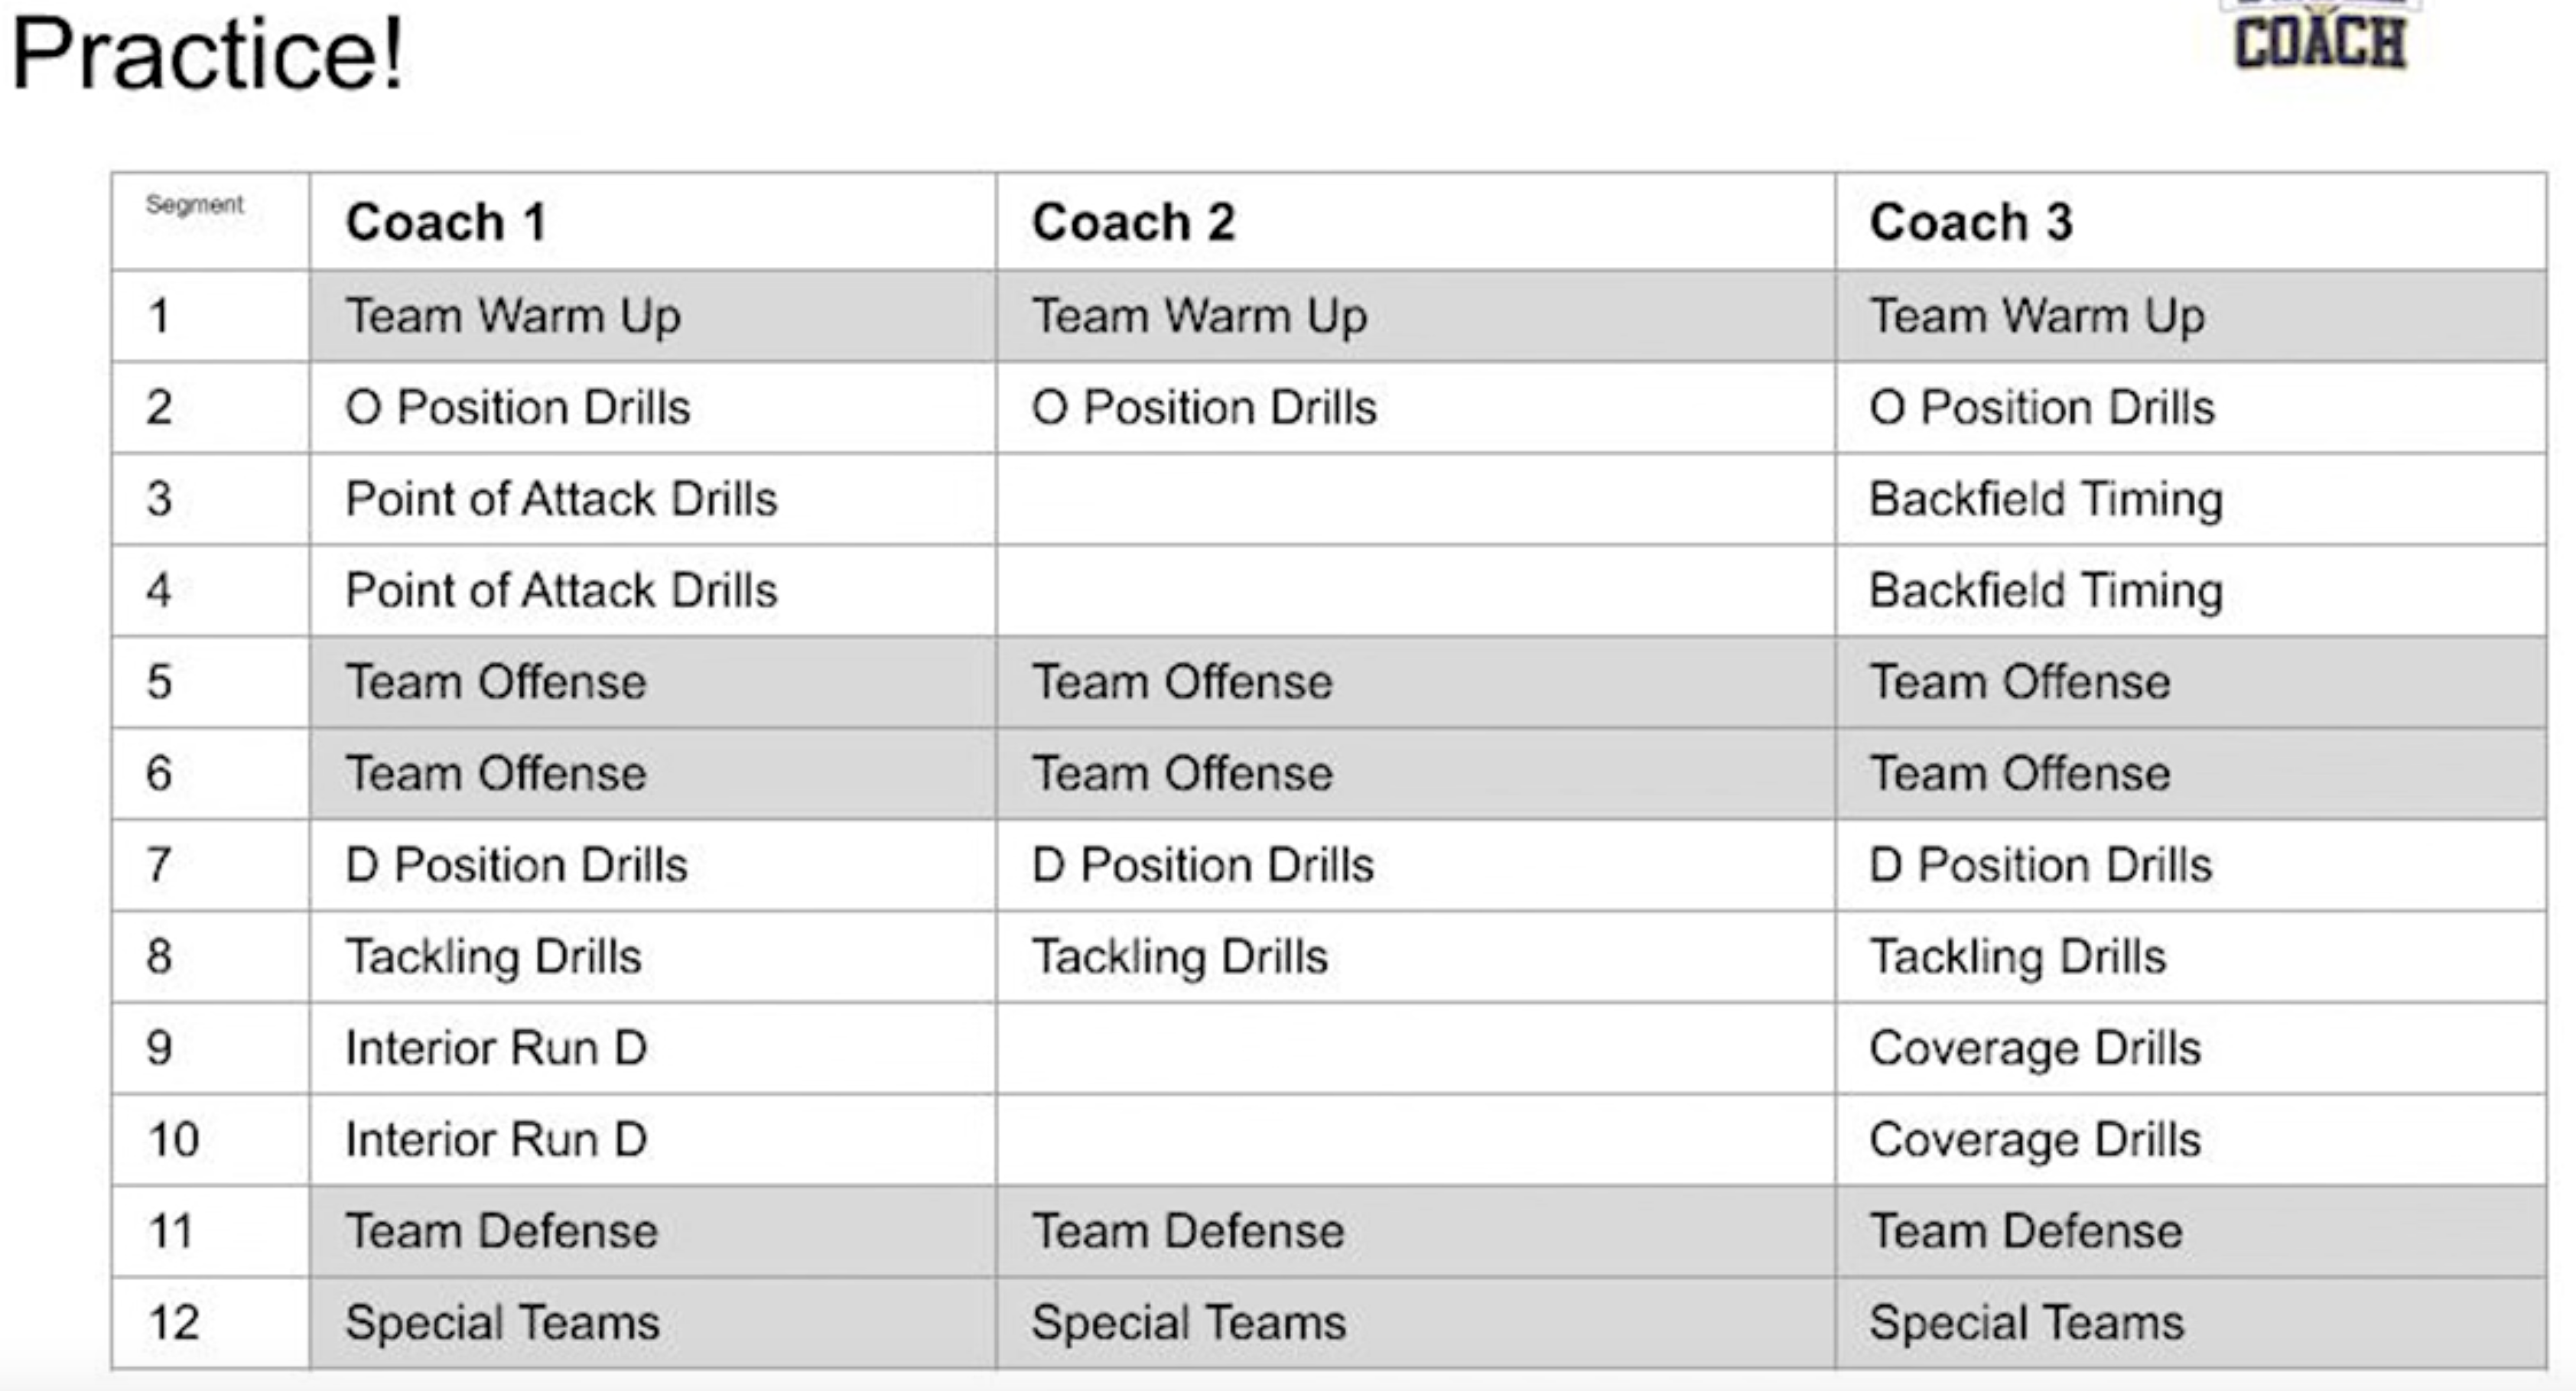 Practice!
COACH
Segment Coach 1 Coach 2 Coach 3
1 Team Warm Up Team Warm Up Team Warm Up
2 O Position Drills O Position Drills O Position Drills
3 Point of Attack Drills Backfield Timing
4 Point of Attack Drills Backfield Timing
5 Team Offense Team Offense Team Offense
6 Team Offense Team Offense Team Offense
7 D Position Drills D Position Drills D Position Drills
8 Tackling Drills Tackling Drills Tackling Drills
9 Interior Run D Coverage Drills
10 Interior Run D Coverage Drills
11 Team Defense Team Defense Team Defense
12 Special Teams Special Teams Special Teams